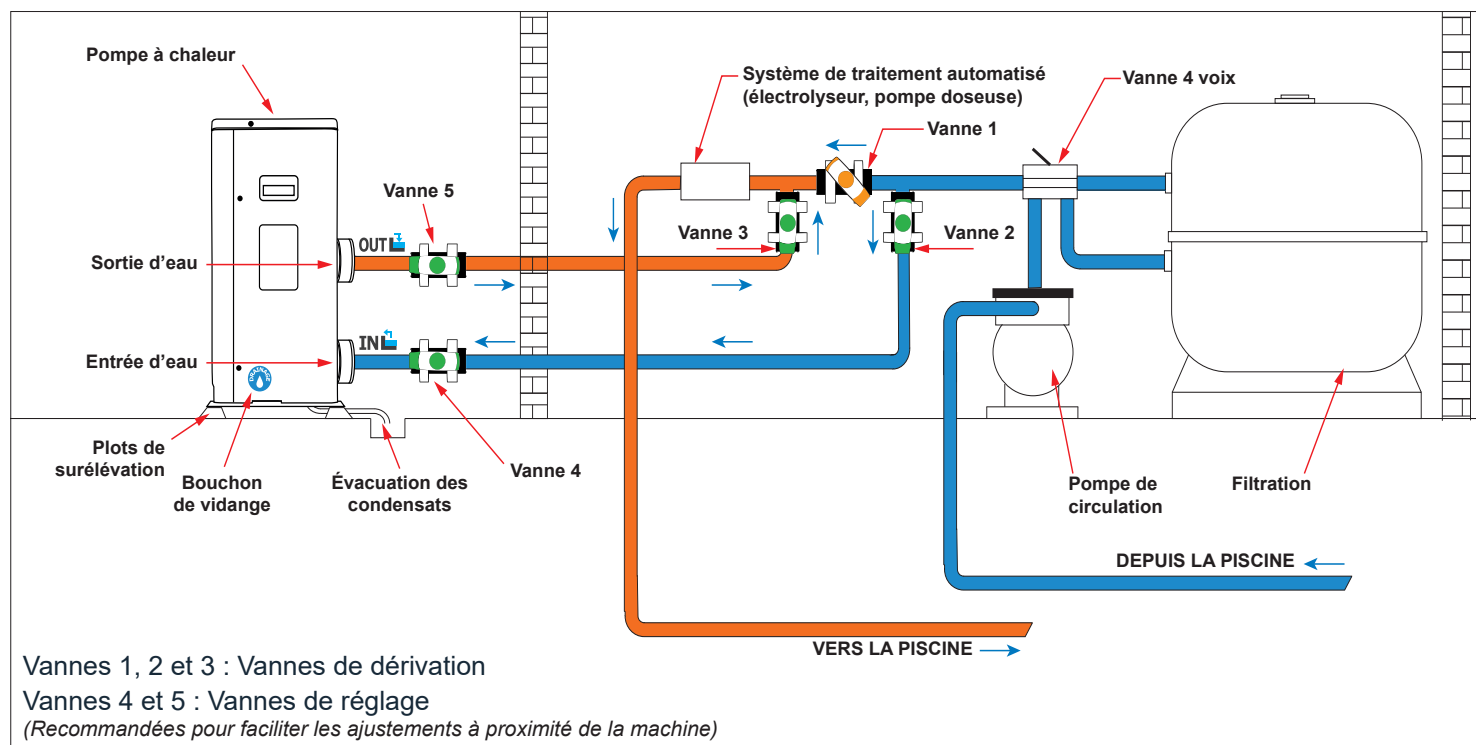 Pompe à chaleur
Système de traitement automatisé
(électrolyseur, pompe doseuse)
Vanne 4 voix
Vanne 1
Vanne 5
Vanne 3
Vanne 2
OUT
Sortie d'eau
IN
Entrée d'eau
DRAINAGE
Plots de
surélévation
Bouchon
de vidange
Évacuation des
condensats
Vanne 4
Pompe de
circulation
Filtration
DEPUIS LA PISCINE
VERS LA PISCINE
Vannes 1, 2 et 3 : Vannes de dérivation
Vannes 4 et 5 : Vannes de réglage
(Recommandées pour faciliter les ajustements à proximité de la machine)